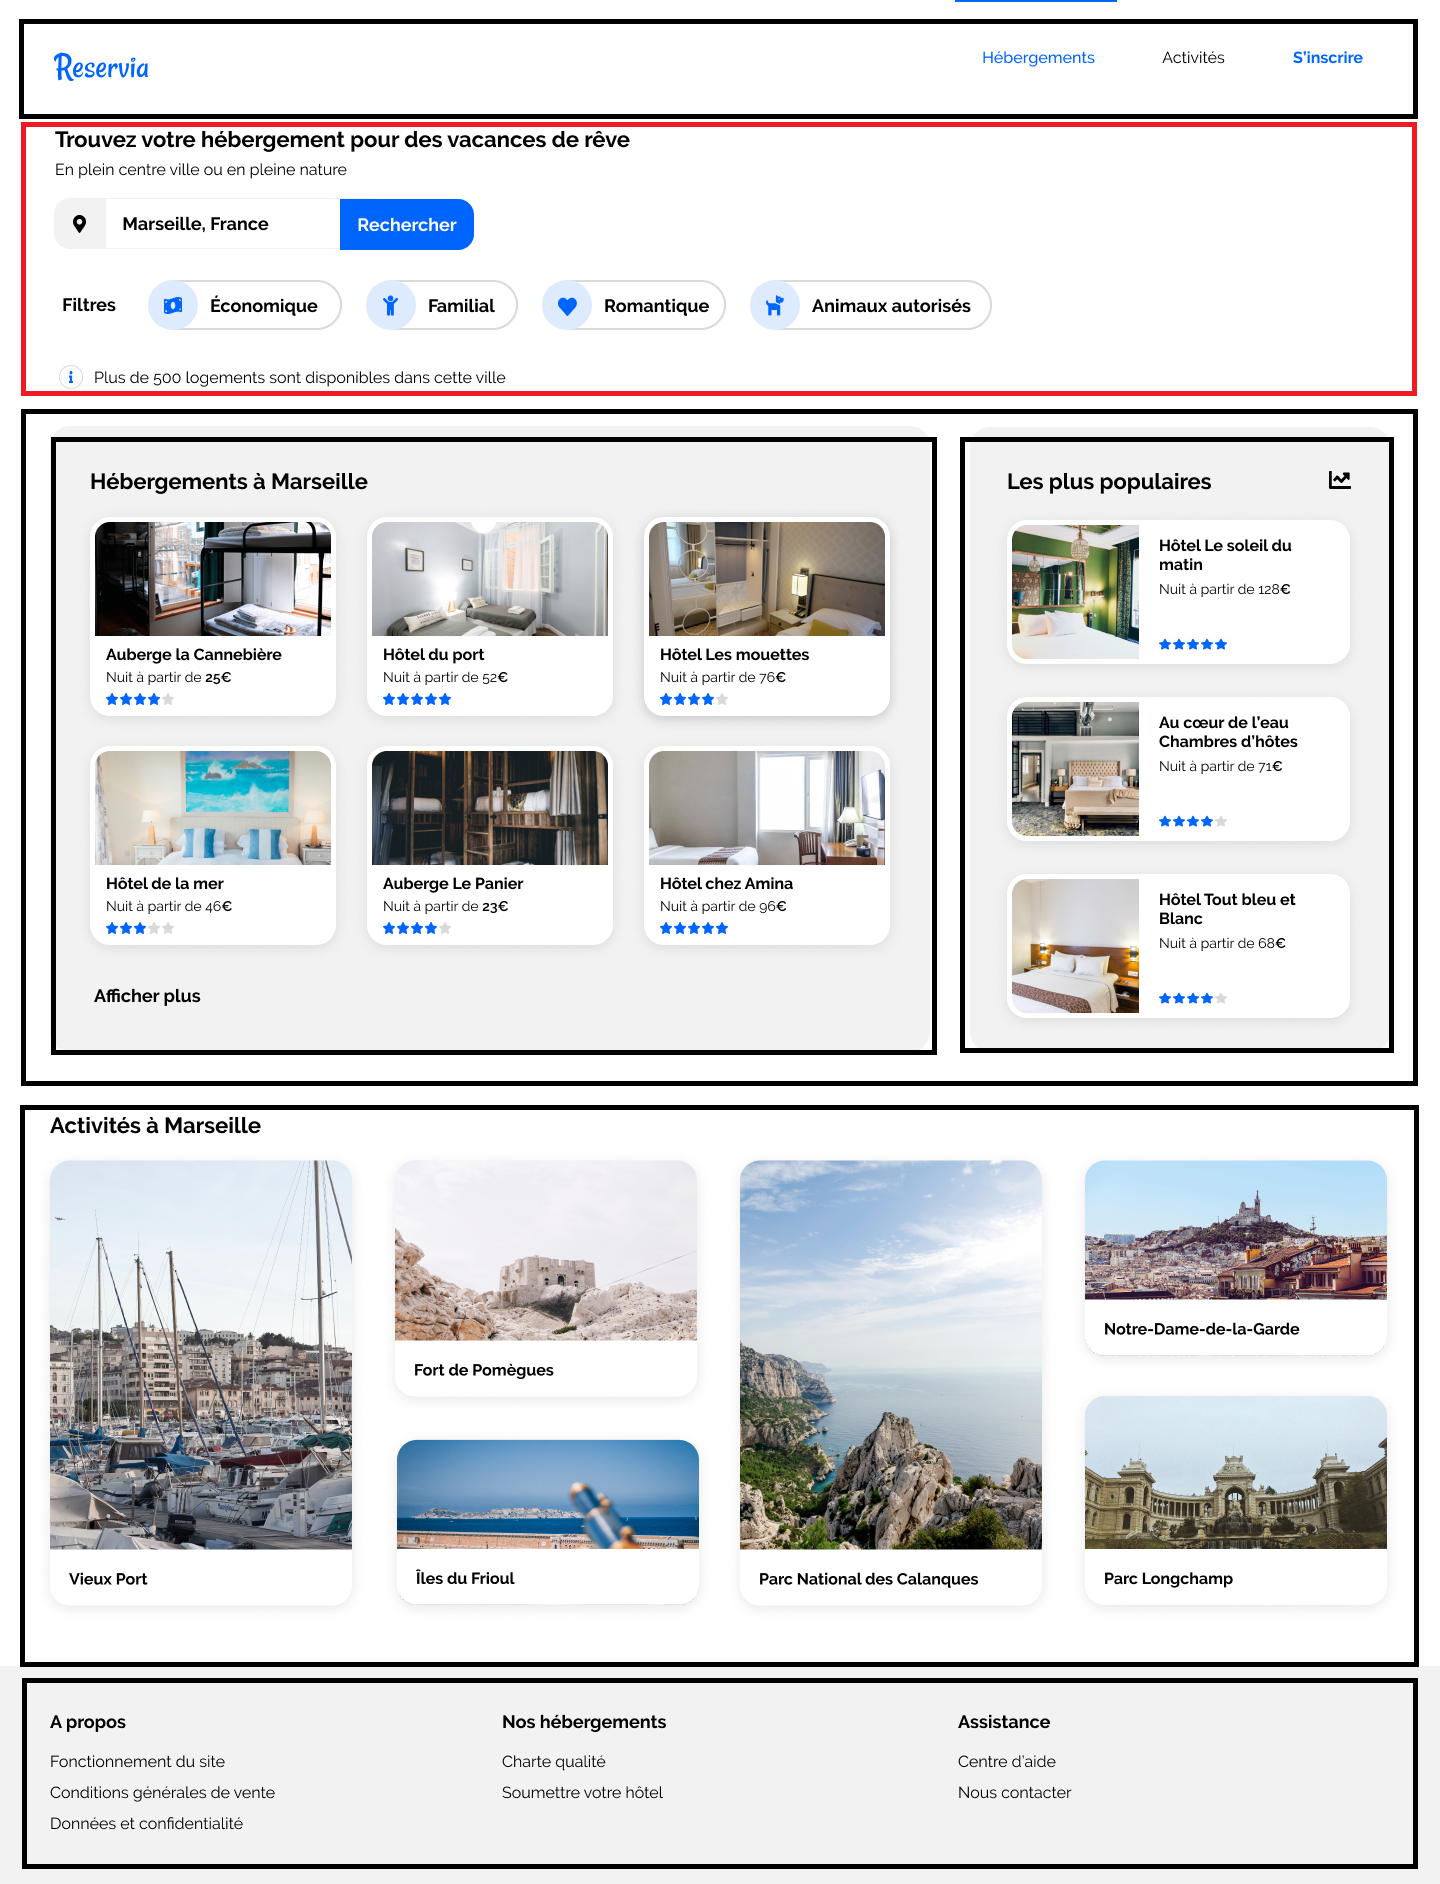 Reservia
Hébergements
Activités
S'inscrire
Trouvez votre hébergement pour des vacances de rêve
En plein centre ville ou en pleine nature
Marseille, France
Rechercher
Filtres
Économique
Familial
Romantique
Animaux autorisés
Plus de 500 logements sont disponibles dans cette ville
Hébergements à Marseille
Auberge la Cannebière
Nuit à partir de 25€
Hôtel du port
Nuit à partir de 52€
Hôtel Les mouettes
Nuit à partir de 76€
Hôtel de la mer
Nuit à partir de 46€
Auberge Le Panier
Nuit à partir de 23€
Hôtel chez Amina
Nuit à partir de 96€
Afficher plus
Les plus populaires
Hôtel Le soleil du
matin
Nuit à partir de 128€
Au cœur de l'eau
Chambres d'hôtes
Nuit à partir de 71€
Hôtel Tout bleu et
Blanc
Nuit à partir de 68€
Activités à Marseille
Vieux Port
Fort de Pomègues
Îles du Frioul
Parc National des Calanques
Notre-Dame-de-la-Garde
Parc Longchamp
A propos
Fonctionnement du site
Conditions générales de vente
Données et confidentialité
Nos hébergements
Charte qualité
Soumettre votre hôtel
Assistance
Centre d'aide
Nous contacter